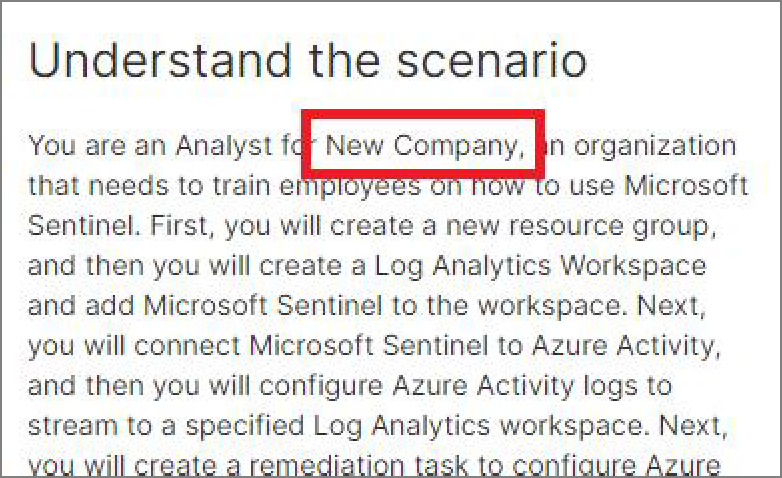 Understand the scenario
You are an Analyst for New Company, an organization
that needs to train employees on how to use Microsoft
Sentinel. First, you will create a new resource group,
and then you will create a Log Analytics Workspace
and add Microsoft Sentinel to the workspace. Next,
you will connect Microsoft Sentinel to Azure Activity,
and then you will configure Azure Activity logs to
stream to a specified Log Analytics workspace. Next,
you will create a remediation task to configure Azure